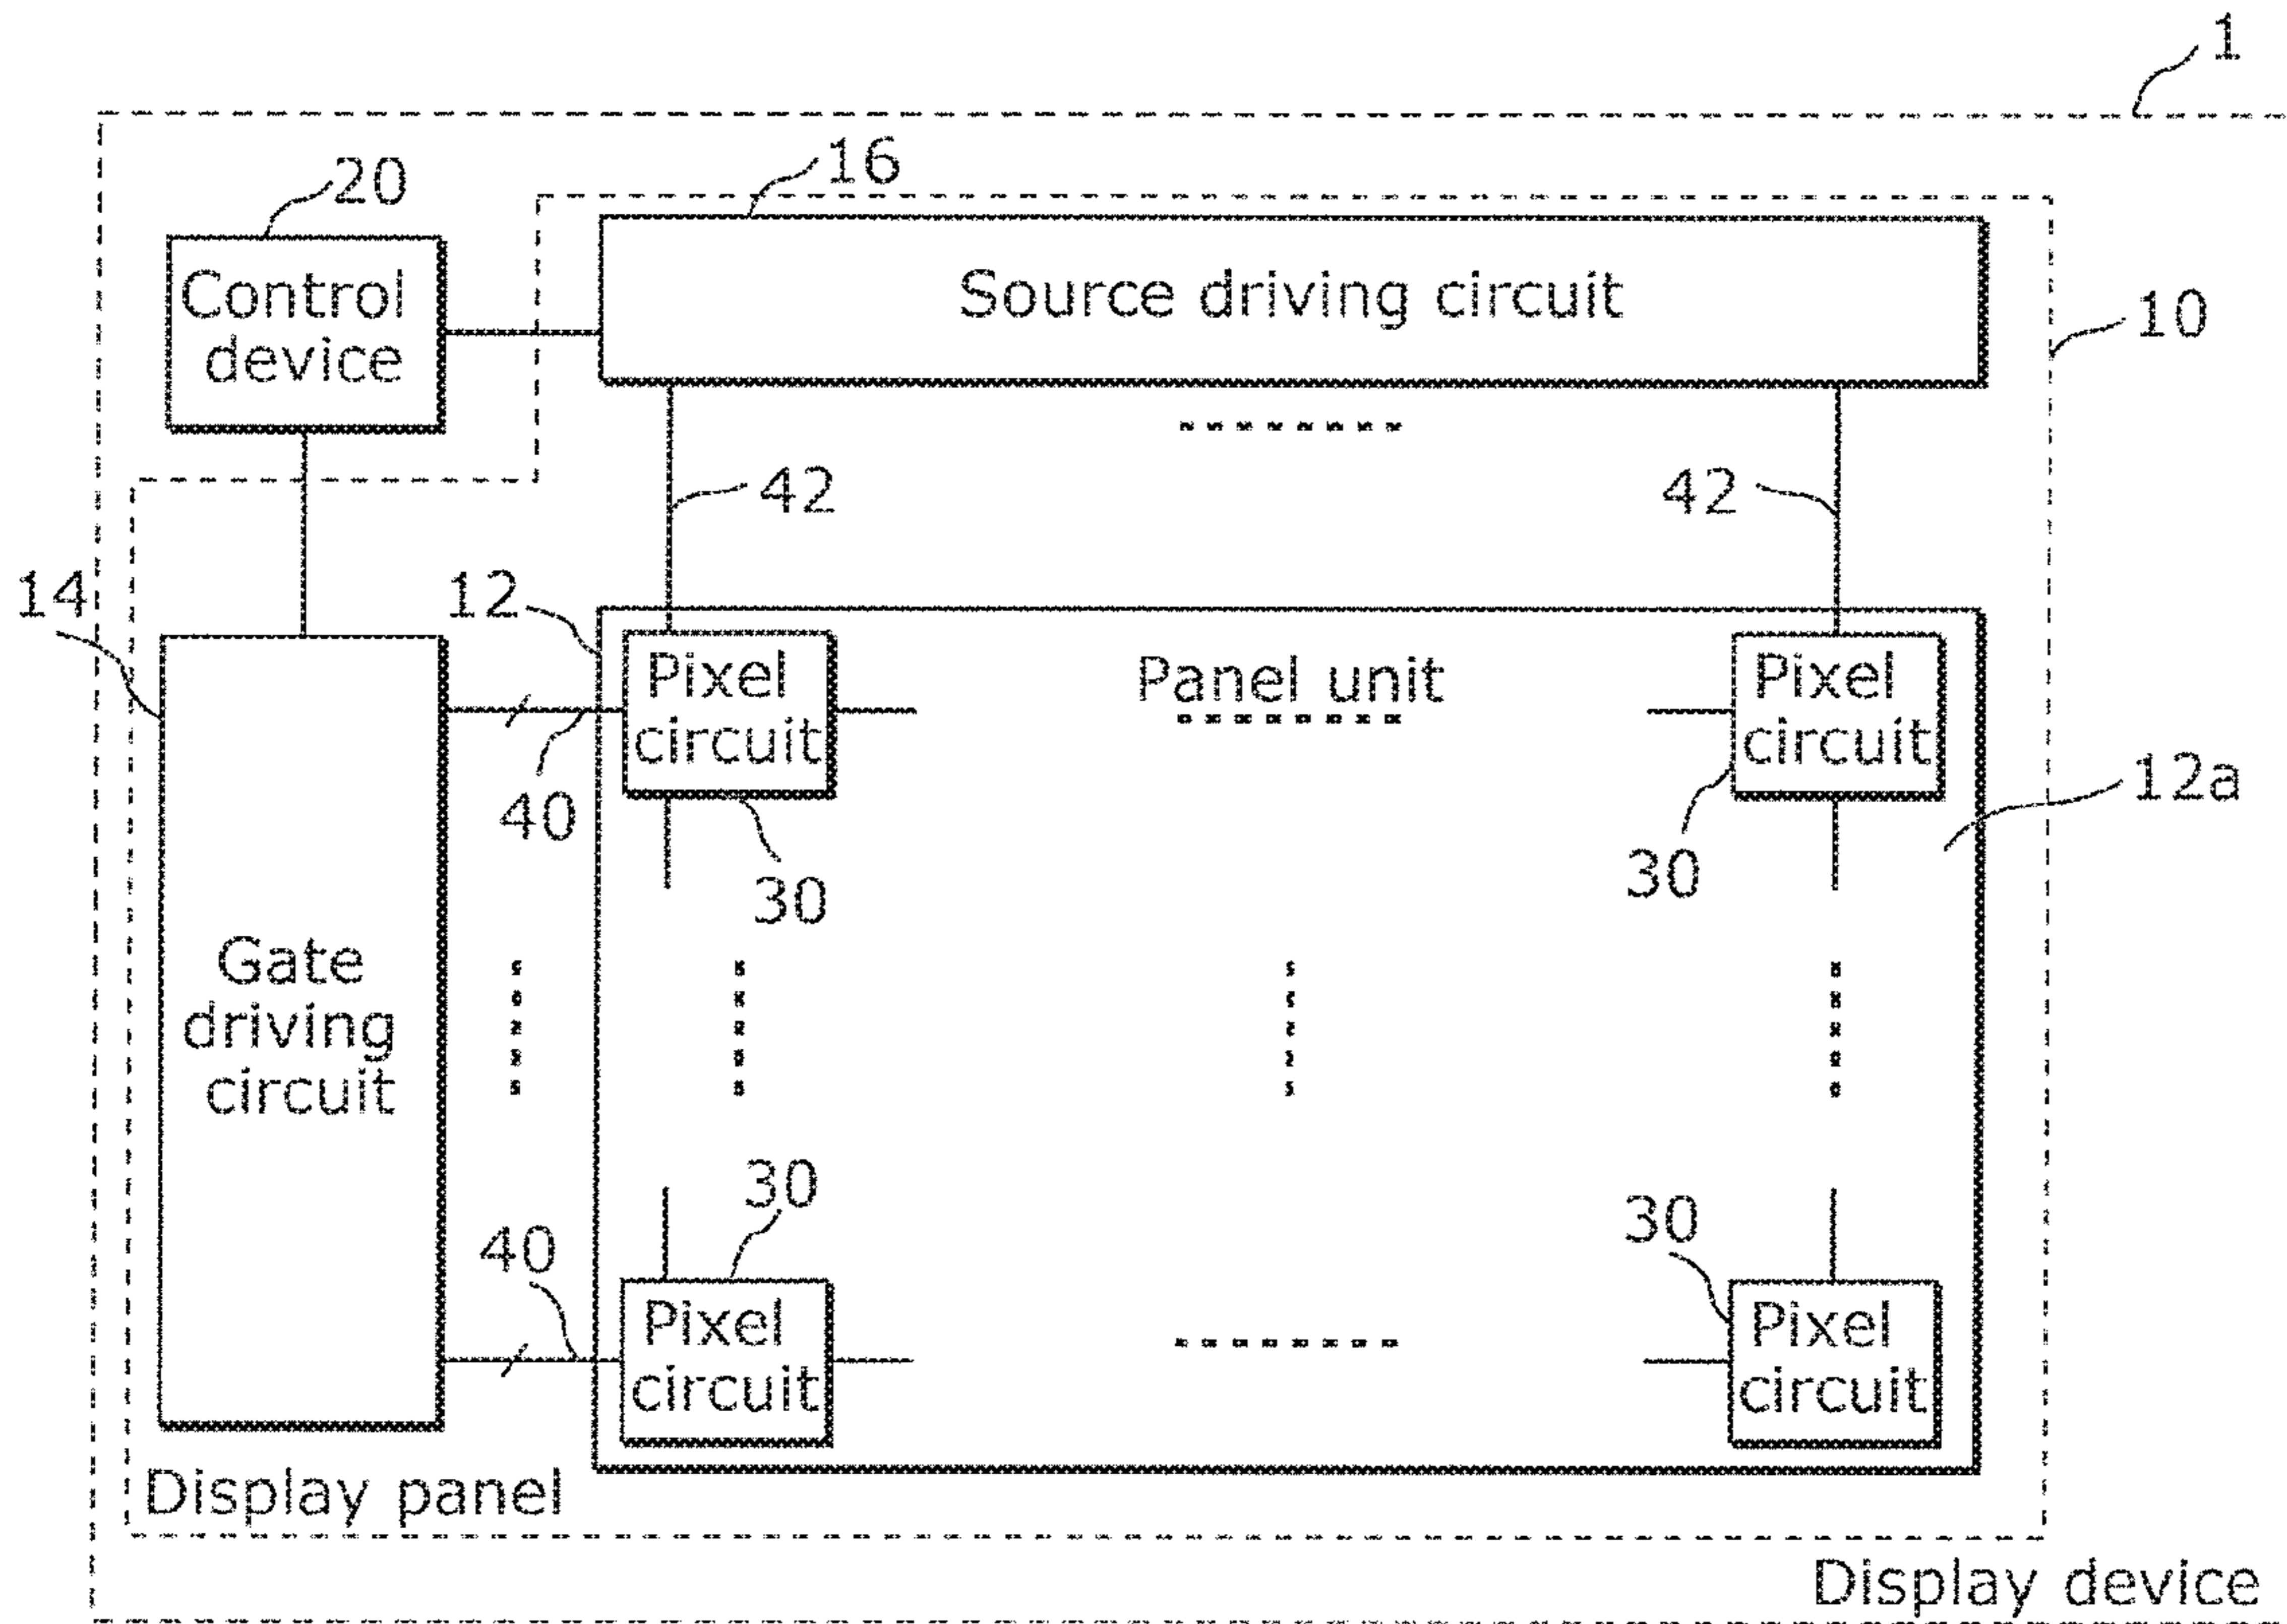 1
16
20
Control
device
Source driving circuit
10
42
42
14
12
Pixel
circuit
Panel unit
Pixel
circuit
12a
40
30
30
Gate
driving
circuit
30
30
40
Pixel
circuit
Pixel
circuit
Display panel
Display device